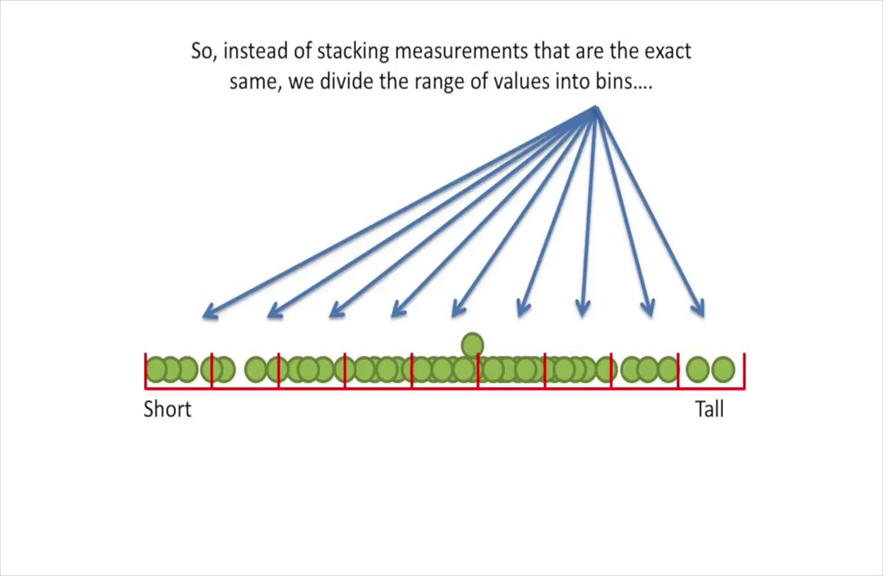 So, instead of stacking measurements that are the exact
same, we divide the range of values into bins....
Short
Tall